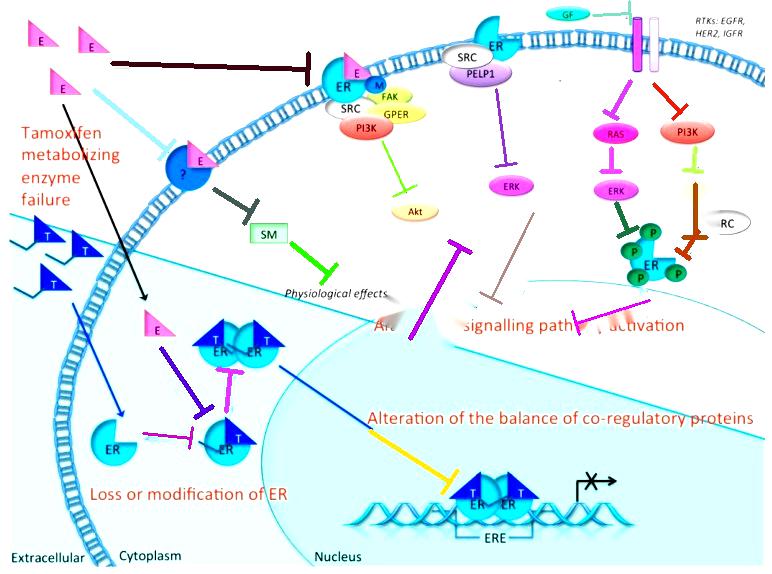 GF
RTKs: EGFR,
HER2, IGFR
E
E
E
E
ER
M
FAK
SRC
GPER
PI3K
ER
SRC
PELP1
RAS
PI3K
Tamoxifen
metabolizing
enzyme
failure
?
E
ERK
ERK
Akt
RC
SM
P
ER
P
P
P
T
T
T
Physiological effects
signalling path
activation
E
T
T
ER
ER
Alteration of the balance of co-regulatory proteins
ER
T
ER
Loss or modification of ER
T
T
ER
ER
ERE
Extracellular
Cytoplasm
Nucleus